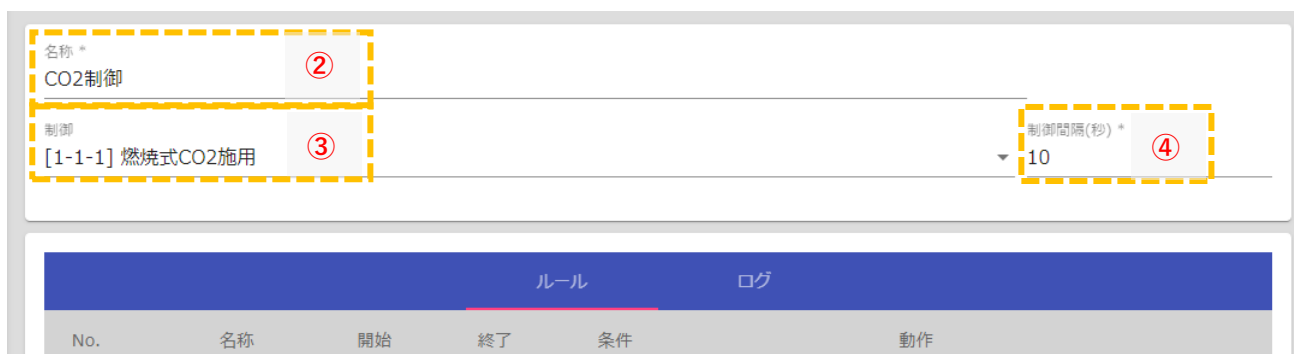 名称 *
CO2制御
②
制御
[1-1-1] 燃焼式CO2施用
③
制御間隔(秒) *
10
④
ルール ログ
No. 名称 開始 終了 条件 動作